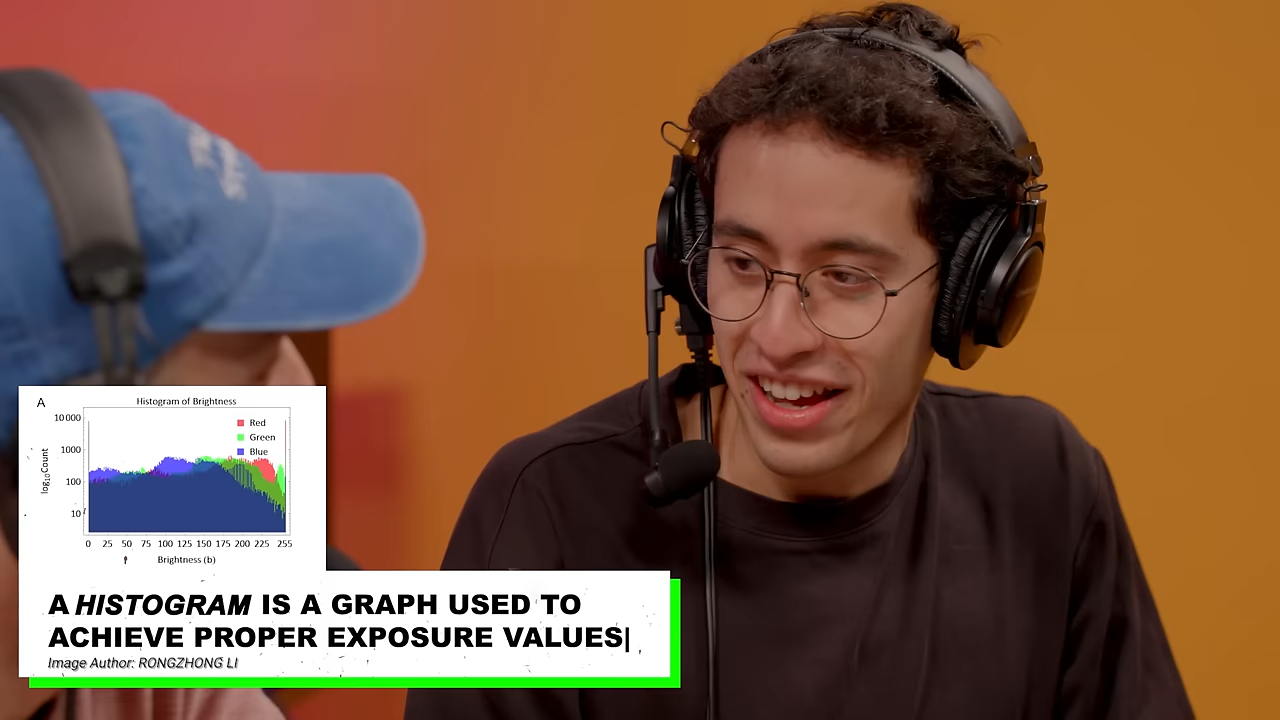 A
Histogram of Brightness
10 000
1000
100
10
log10Count
Red
Green
Blue
0 25 50 75 100 125 150 175 200 225 255
Brightness (b)
A HISTOGRAM IS A GRAPH USED TO
ACHIEVE PROPER EXPOSURE VALUES|
Image Author: RONGZHONG LI